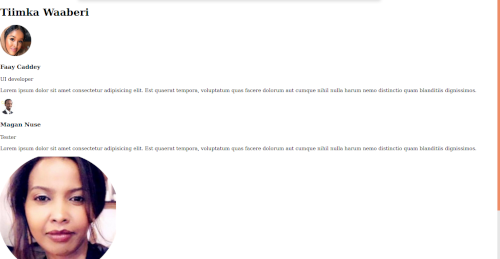 Tiimka Waaberi
Faay Caddey
UI developer
Lorem ipsum dolor sit amet consectetur adipisicing elit. Est quaerat tempora, voluptatum quas facere dolorum aut cumque nihil nulla harum nemo distinctio quam blanditiis dignissimos.
Magan Nuse
Tester
Lorem ipsum dolor sit amet consectetur adipisicing elit. Est quaerat tempora, voluptatum quas facere dolorum aut cumque nihil nulla harum nemo distinctio quam blanditiis dignissimos.